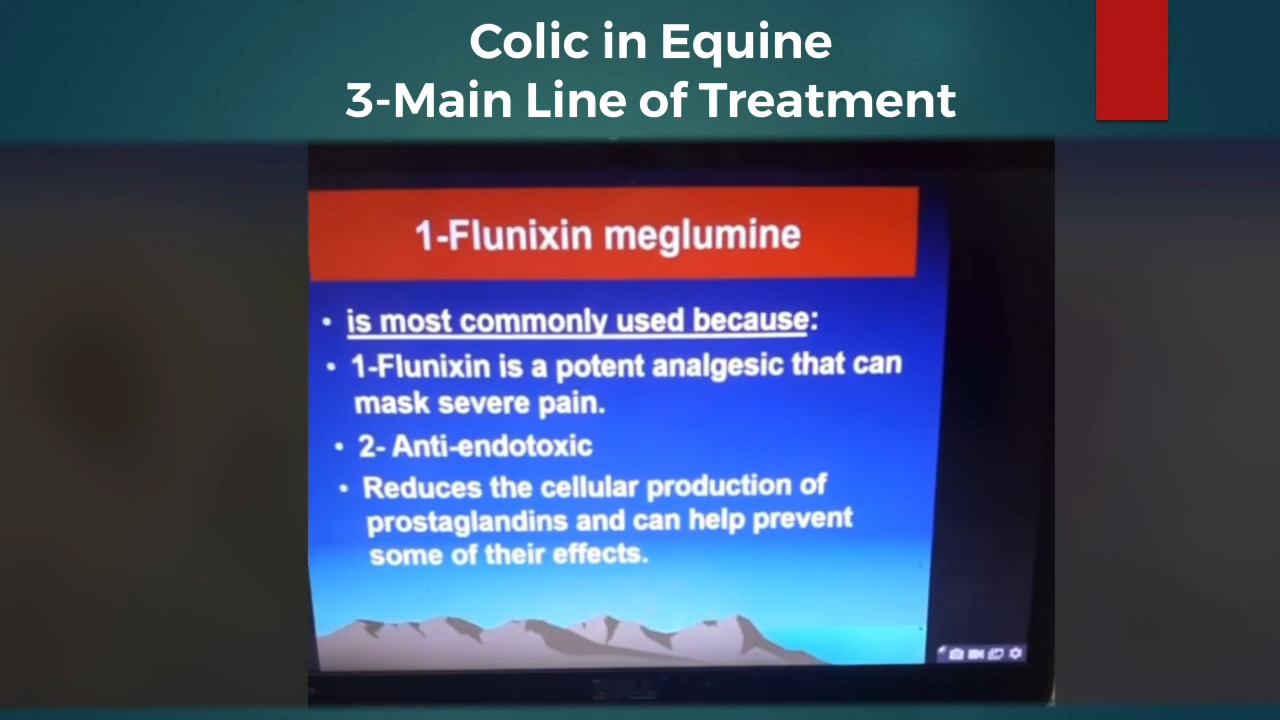 Colic in Equine
3-Main Line of Treatment
1-Flunixin meglumine
• is most commonly used because:
• 1-Flunixin is a potent analgesic that can
mask severe pain.
• 2- Anti-endotoxic
• Reduces the cellular production of
prostaglandins and can help prevent
some of their effects.